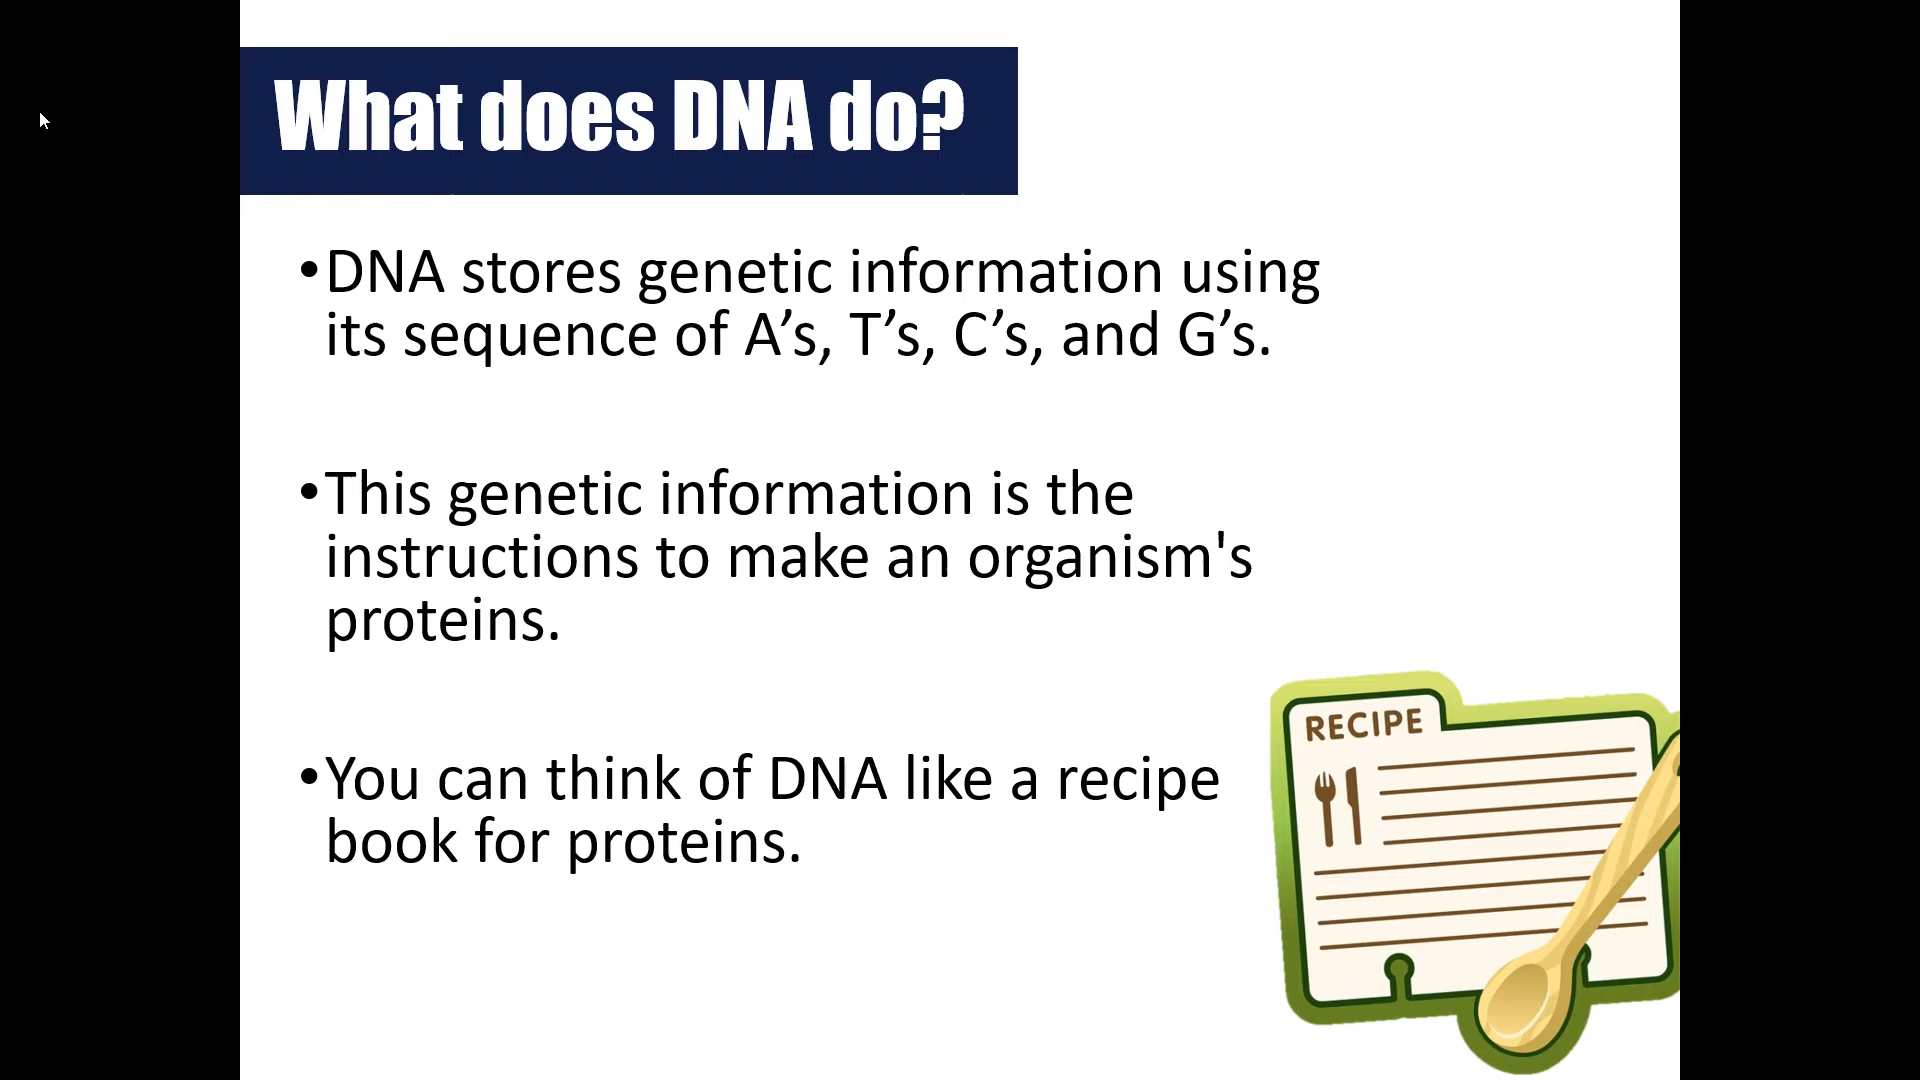 What does DNA do?
•DNA stores genetic information using
its sequence of A’s, T’s, C’s, and G’s.
•This genetic information is the
instructions to make an organism's
proteins.
•You can think of DNA like a recipe
book for proteins.
RECIPE